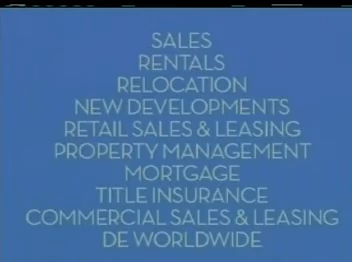 SALES
RENTALS
RELOCATION
NEW DEVELOPMENTS
RETAIL SALES & LEASING
PROPERTY MANAGEMENT
MORTGAGE
TITLE INSURANCE
COMMERCIAL SALES & LEASING
DE WORLDWIDE